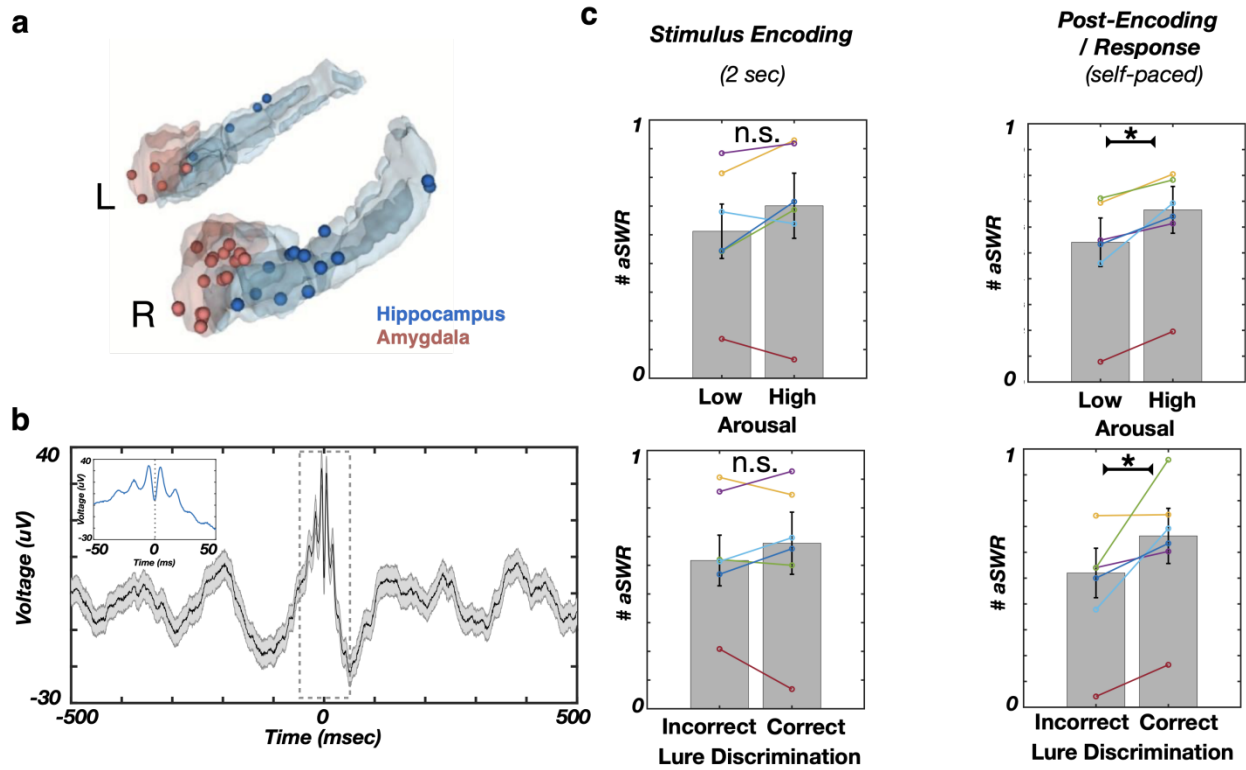 a
L
R
Hippocampus
Amygdala
b
40
-30
Voltage (uV)
-500
0
500
Time (msec)
40
-30
Voltage (uV)
-50
0
50
Time (ms)
c
Stimulus Encoding
(2 sec)
1
0
# aSWR
n.s.
Low High
Arousal
Post-Encoding
/ Response
(self-paced)
1
0
# aSWR
*
Low High
Arousal
1
0
# aSWR
n.s.
Incorrect Correct
Lure Discrimination
1
0
# aSWR
*
Incorrect Correct
Lure Discrimination